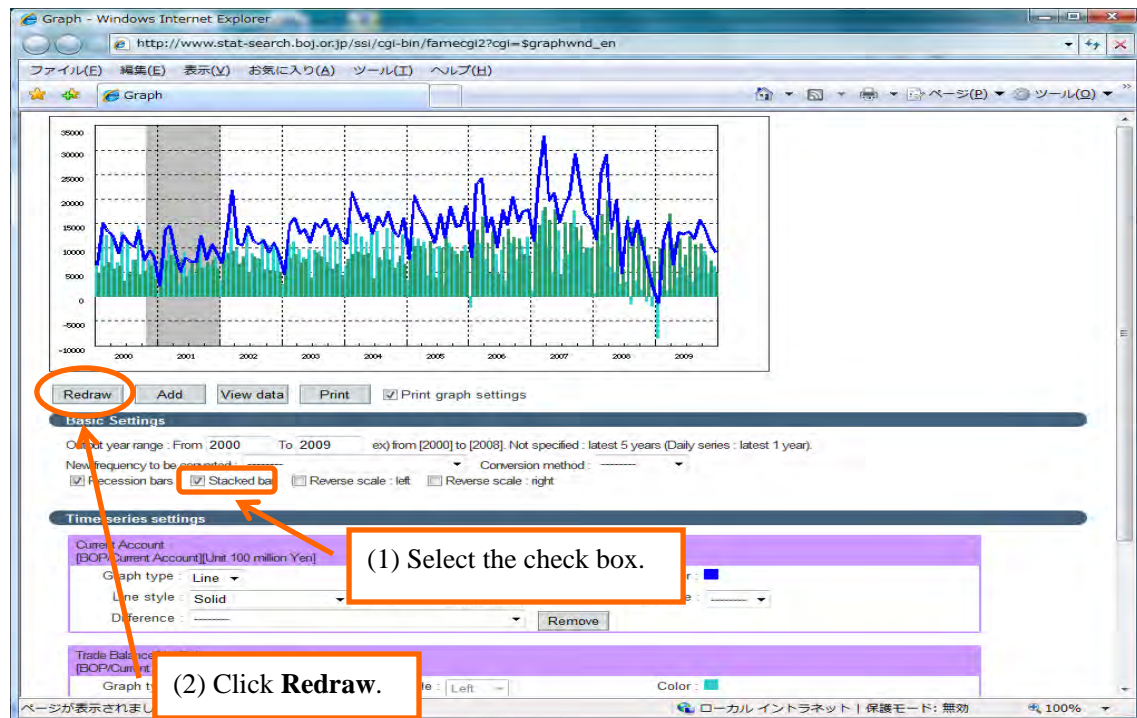 Graph - Windows Internet Explorer
http://www.stat-search.boj.or.jp/ssi/cgi-bin/famecgi2?cgi=$graphwnd_en
ファイル(F) 編集(E) 表示(V) お気に入り(A) ツール(T) ヘルプ(H)
Graph ページ(P) ツール(O)
35000
30000
25000
20000
15000
10000
5000
0
-5000
-10000
2000 2001 2002 2003 2004 2005 2006 2007 2008 2009
Redraw Add View data Print Print graph settings
Basic Settings
Output year range : From 2000 To 2009 ex) from [2000] to [2008]. Not specified : latest 5 years (Daily series : latest 1 year).
New frequency to be converted : -------- Conversion method : --------
Recession bars Stacked bar Reverse scale : left Reverse scale : right
Time series settings
Current Account
[BOP/Current Account][Unit 100 million Yen]
(1) Select the check box.
Graph type : Line
Line style : Solid --------
Difference : -------- Remove
Trade Balance
[BOP/Current
(2) Click Redraw.
Graph Left Color :
ページが表示されまし ローカル イントラネット | 保護モード: 無効 100%